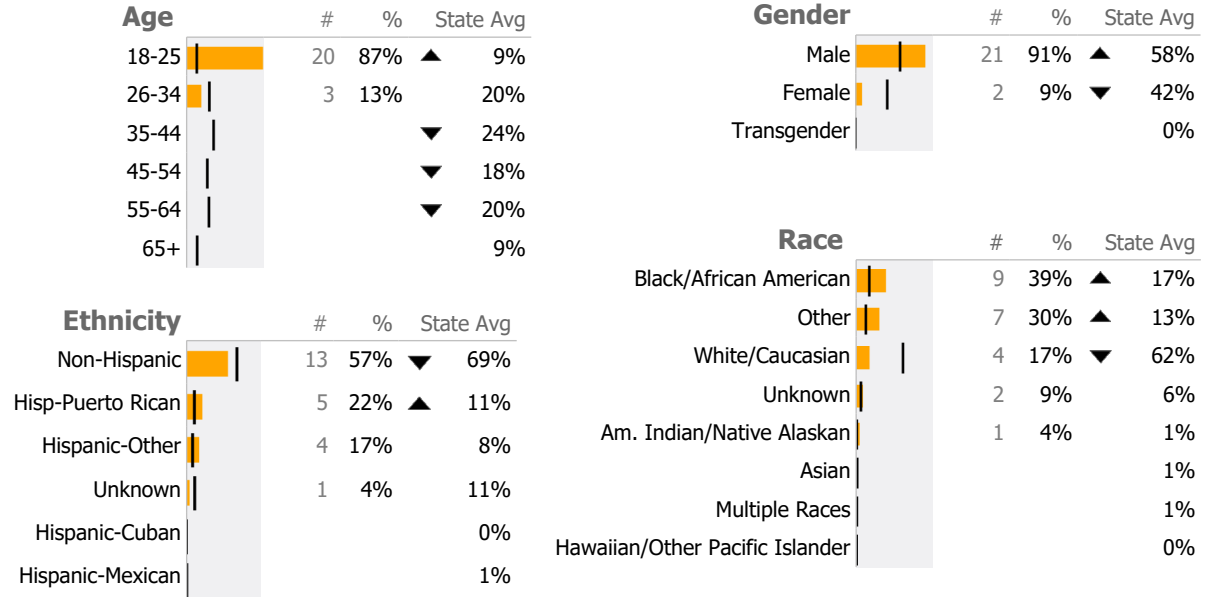 Age # % State Avg
18-25 20 87% ▲ 9%
26-34 3 13% 20%
35-44 ▼ 24%
45-54 ▼ 18%
55-64 ▼ 20%
65+ 9%
Ethnicity # % State Avg
Non-Hispanic 13 57% ▼ 69%
Hisp-Puerto Rican 5 22% ▲ 11%
Hispanic-Other 4 17% 8%
Unknown 1 4% 11%
Hispanic-Cuban 0%
Hispanic-Mexican 1%
Gender # % State Avg
Male 21 91% ▲ 58%
Female 2 9% ▼ 42%
Transgender 0%
Race # % State Avg
Black/African American 9 39% ▲ 17%
Other 7 30% ▲ 13%
White/Caucasian 4 17% ▼ 62%
Unknown 2 9% 6%
Am. Indian/Native Alaskan 1 4% 1%
Asian 1%
Multiple Races 1%
Hawaiian/Other Pacific Islander 0%